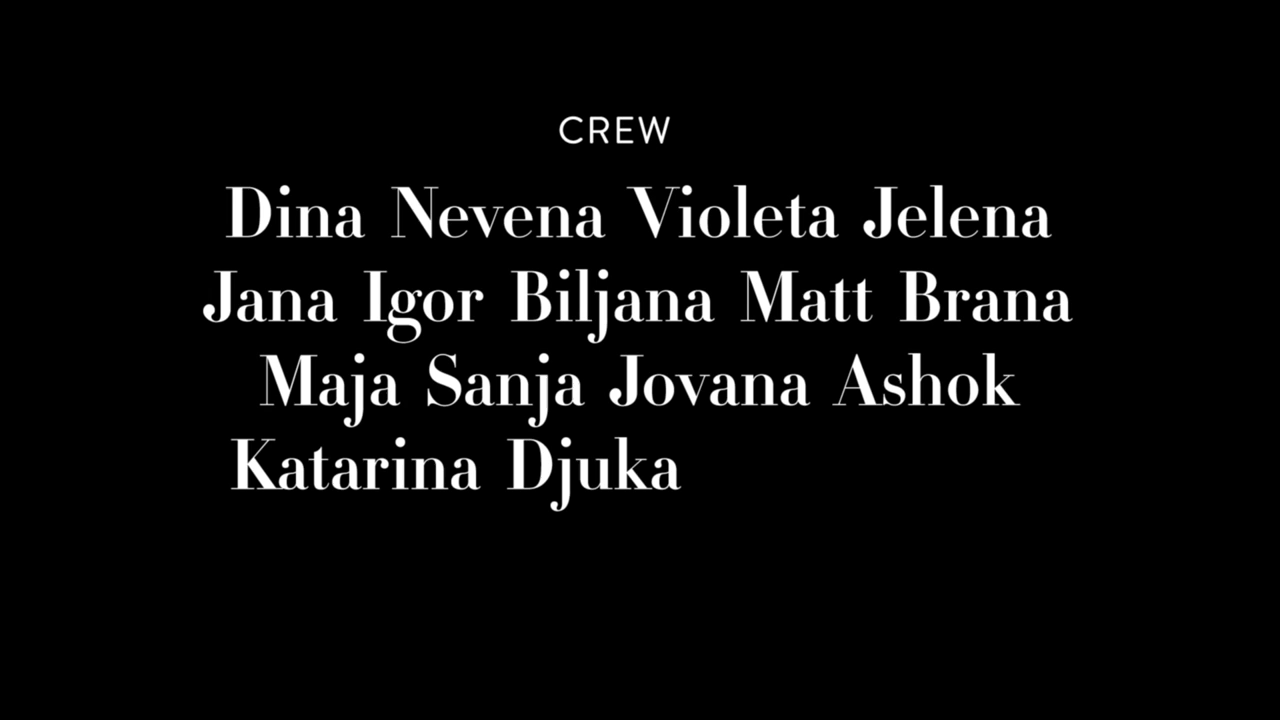 CREW
Dina Nevena Violeta Jelena
Jana Igor Biljana Matt Brana
Maja Sanja Jovana Ashok
Katarina Djuka